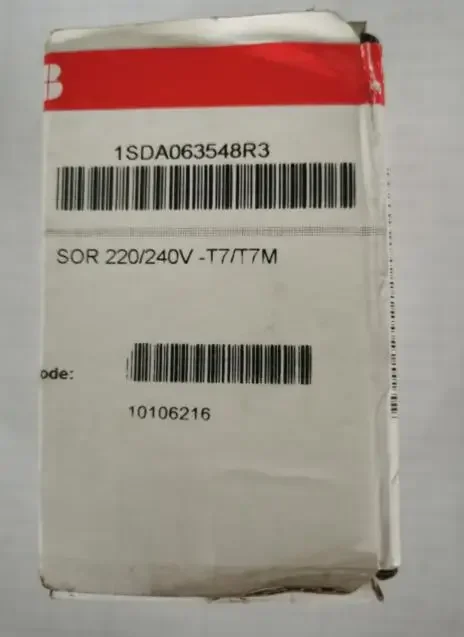 B
1SDA063548R3
SOR 220/240V -T7/T7M
ode:
10106216